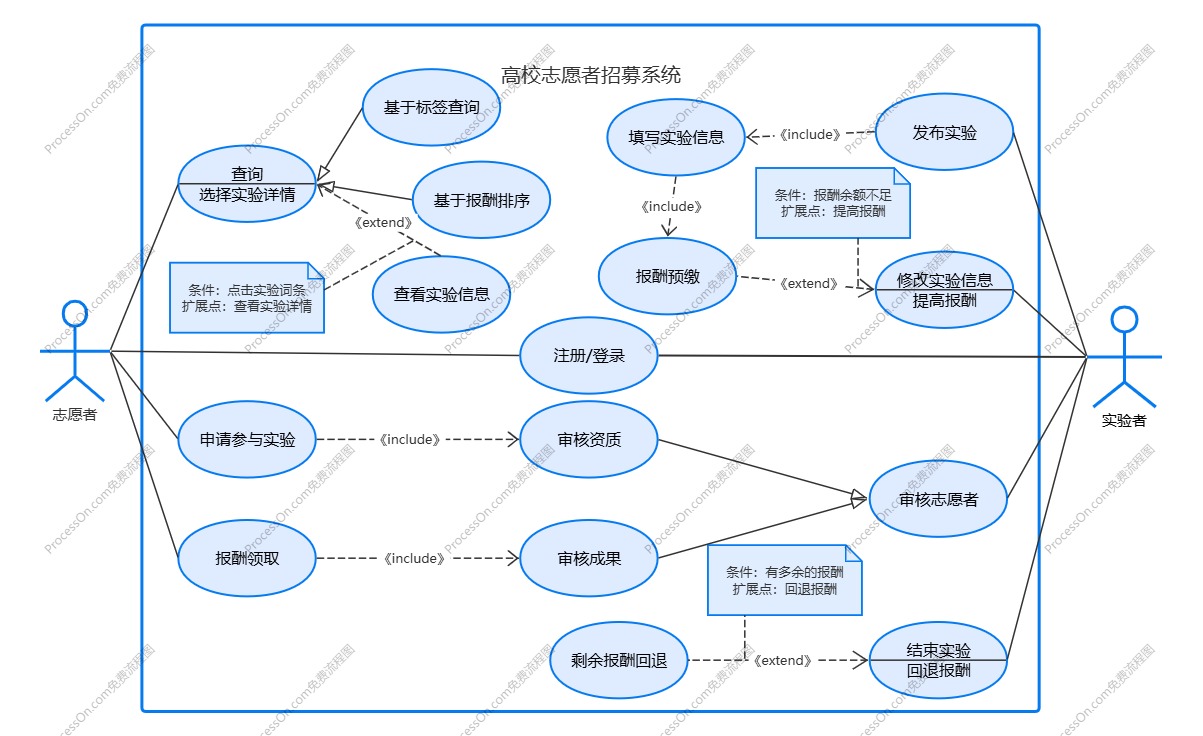 高校志愿者招募系统
基于标签查询
查询
选择实验详情
基于报酬排序
《extend》
条件：点击实验词条
扩展点：查看实验详情
查看实验信息
填写实验信息
《include》
发布实验
《include》
条件：报酬余额不足
扩展点：提高报酬
报酬预缴
《extend》
修改实验信息
提高报酬
志愿者
注册/登录
实验者
申请参与实验
《include》
审核资质
审核志愿者
报酬领取
《include》
审核成果
条件：有多余的报酬
扩展点：回退报酬
剩余报酬回退
《extend》
结束实验
回退报酬
ProcessOn.com免费流程图